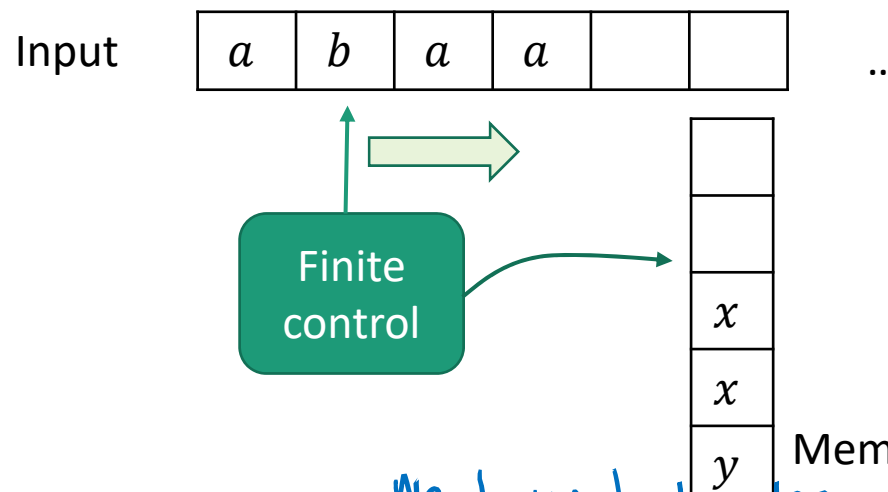 Input a b a a ..
Finite
control
x
x
y Mem